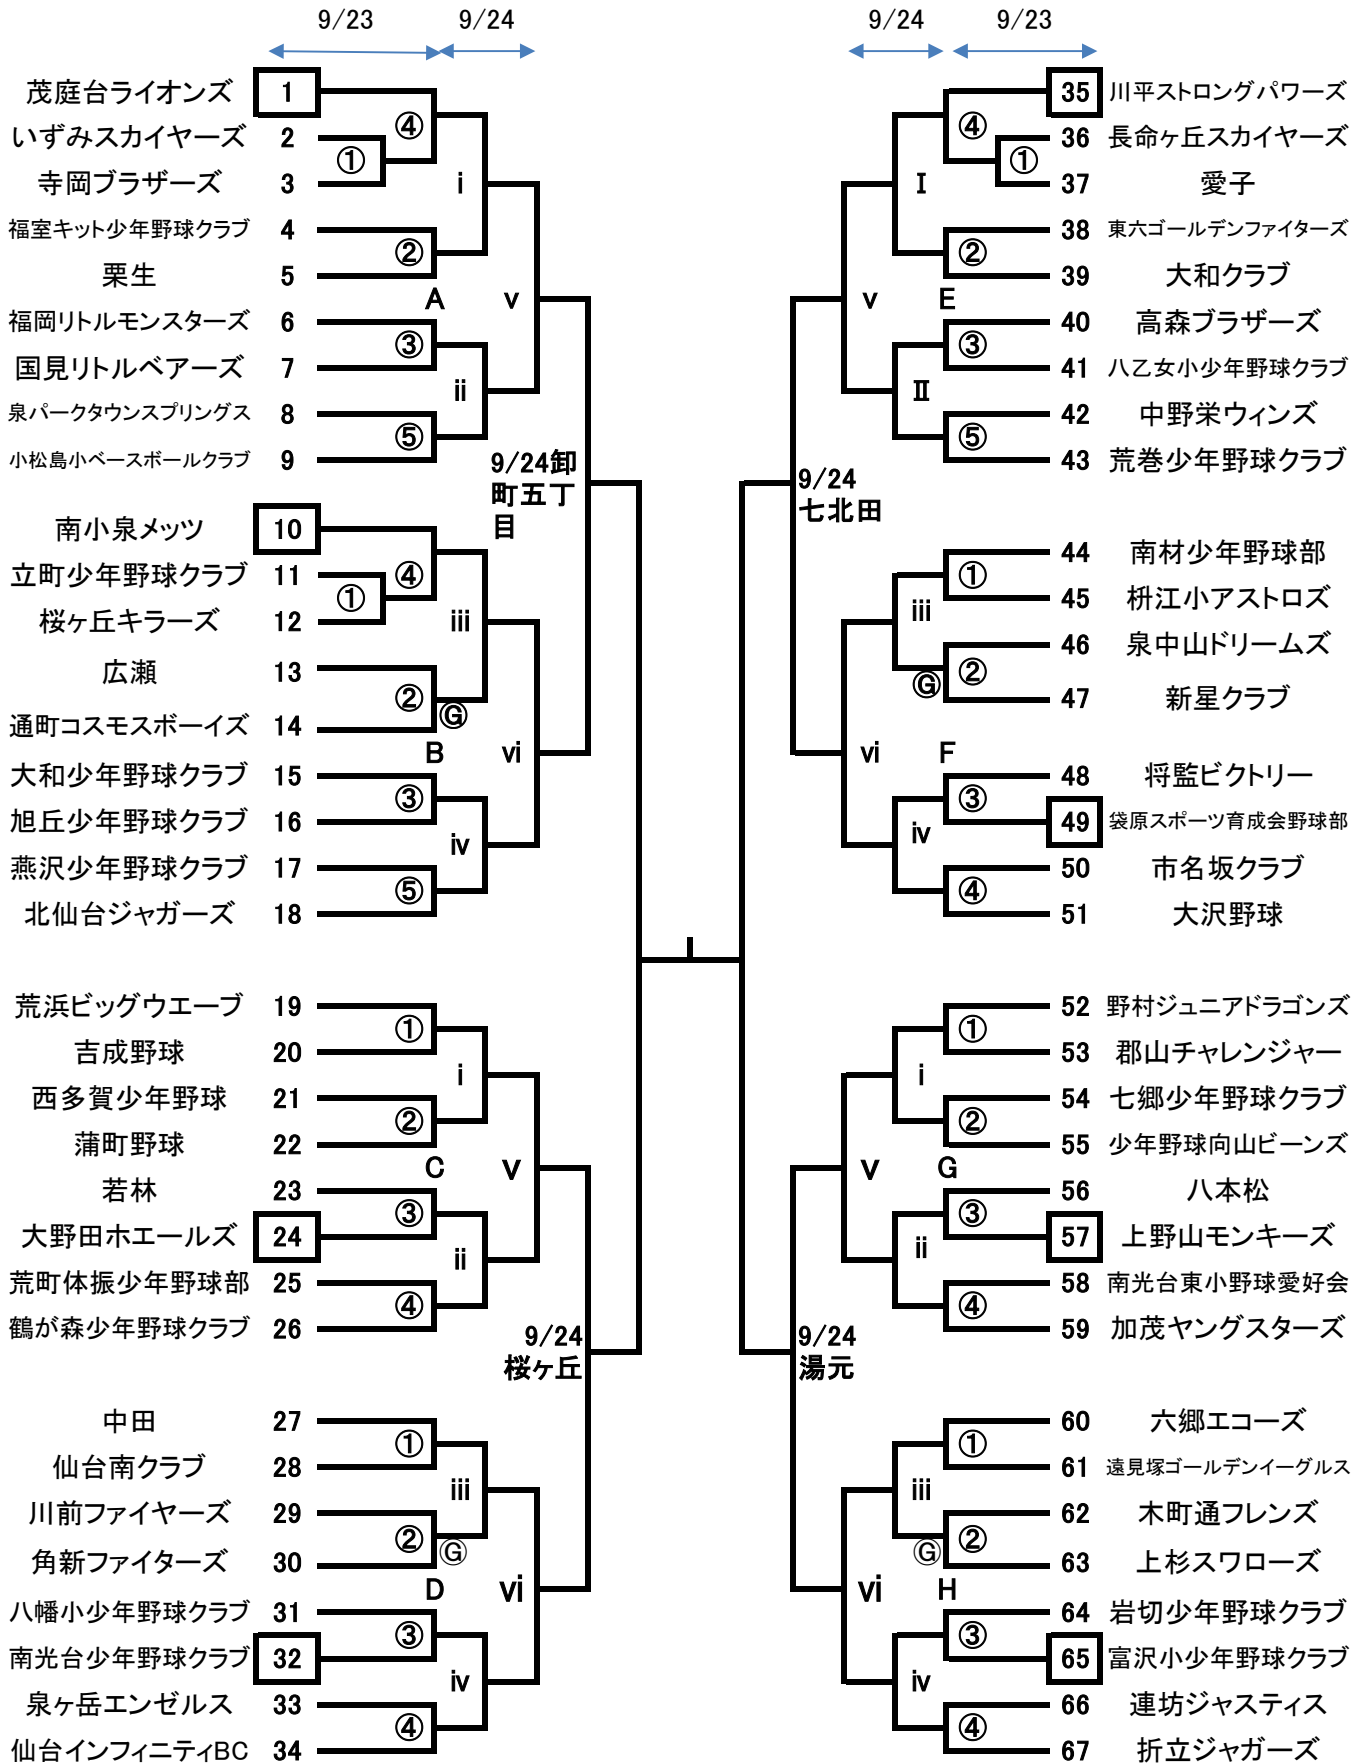 9/23 9/24
茂庭台ライオンズ 1
④
いずみスカイヤーズ 2
①
寺岡ブラザーズ 3
ⅰ
福室キット少年野球クラブ 4
②
栗生 5
A ⅴ
福岡リトルモンスターズ 6
③
国見リトルベアーズ 7
ⅱ
泉パークタウンスプリングス 8
⑤
小松島小ベースボールクラブ 9
9/24卸
町五丁
目
南小泉メッツ 10
④
立町少年野球クラブ 11
①
桜ヶ丘キラーズ 12
ⅲ
広瀬 13
②
Ⓖ
通町コスモスボーイズ 14
B ⅵ
大和少年野球クラブ 15
③
旭丘少年野球クラブ 16
ⅳ
燕沢少年野球クラブ 17
⑤
北仙台ジャガーズ 18
荒浜ビッグウエーブ 19
①
吉成野球 20
ⅰ
西多賀少年野球 21
②
蒲町野球 22
C Ⅴ
若林 23
③
大野田ホエールズ 24
ⅱ
荒町体振少年野球部 25
④
鶴が森少年野球クラブ 26
9/24
桜ヶ丘
中田 27
①
仙台南クラブ 28
ⅲ
川前ファイヤーズ 29
②
Ⓖ
角新ファイターズ 30
D ⅵ
八幡小少年野球クラブ 31
③
南光台少年野球クラブ 32
ⅳ
泉ヶ岳エンゼルス 33
④
仙台インフィニティBC 34
9/24 9/23
35 川平ストロングパワーズ
④
36 長命ヶ丘スカイヤーズ
①
37 愛子
Ⅰ
38 東六ゴールデンファイターズ
②
39 大和クラブ
ⅴ E
40 高森ブラザーズ
③
41 八乙女小少年野球クラブ
Ⅱ
42 中野栄ウィンズ
⑤
43 荒巻少年野球クラブ
9/24
七北田
44 南材少年野球部
①
45 枡江小アストロズ
ⅲ
46 泉中山ドリームズ
②
Ⓖ
47 新星クラブ
ⅵ F
48 将監ビクトリー
③
49 袋原スポーツ育成会野球部
ⅳ
50 市名坂クラブ
④
51 大沢野球
52 野村ジュニアドラゴンズ
①
53 郡山チャレンジャー
ⅰ
54 七郷少年野球クラブ
②
55 少年野球向山ビーンズ
Ⅴ G
56 八本松
③
57 上野山モンキーズ
ⅱ
58 南光台東小野球愛好会
④
59 加茂ヤングスターズ
9/24
湯元
60 六郷エコーズ
①
61 遠見塚ゴールデンイーグルス
ⅲ
62 木町通フレンズ
②
Ⓖ
63 上杉スワローズ
ⅵ H
64 岩切少年野球クラブ
③
65 富沢小少年野球クラブ
ⅳ
66 連坊ジャスティス
④
67 折立ジャガーズ